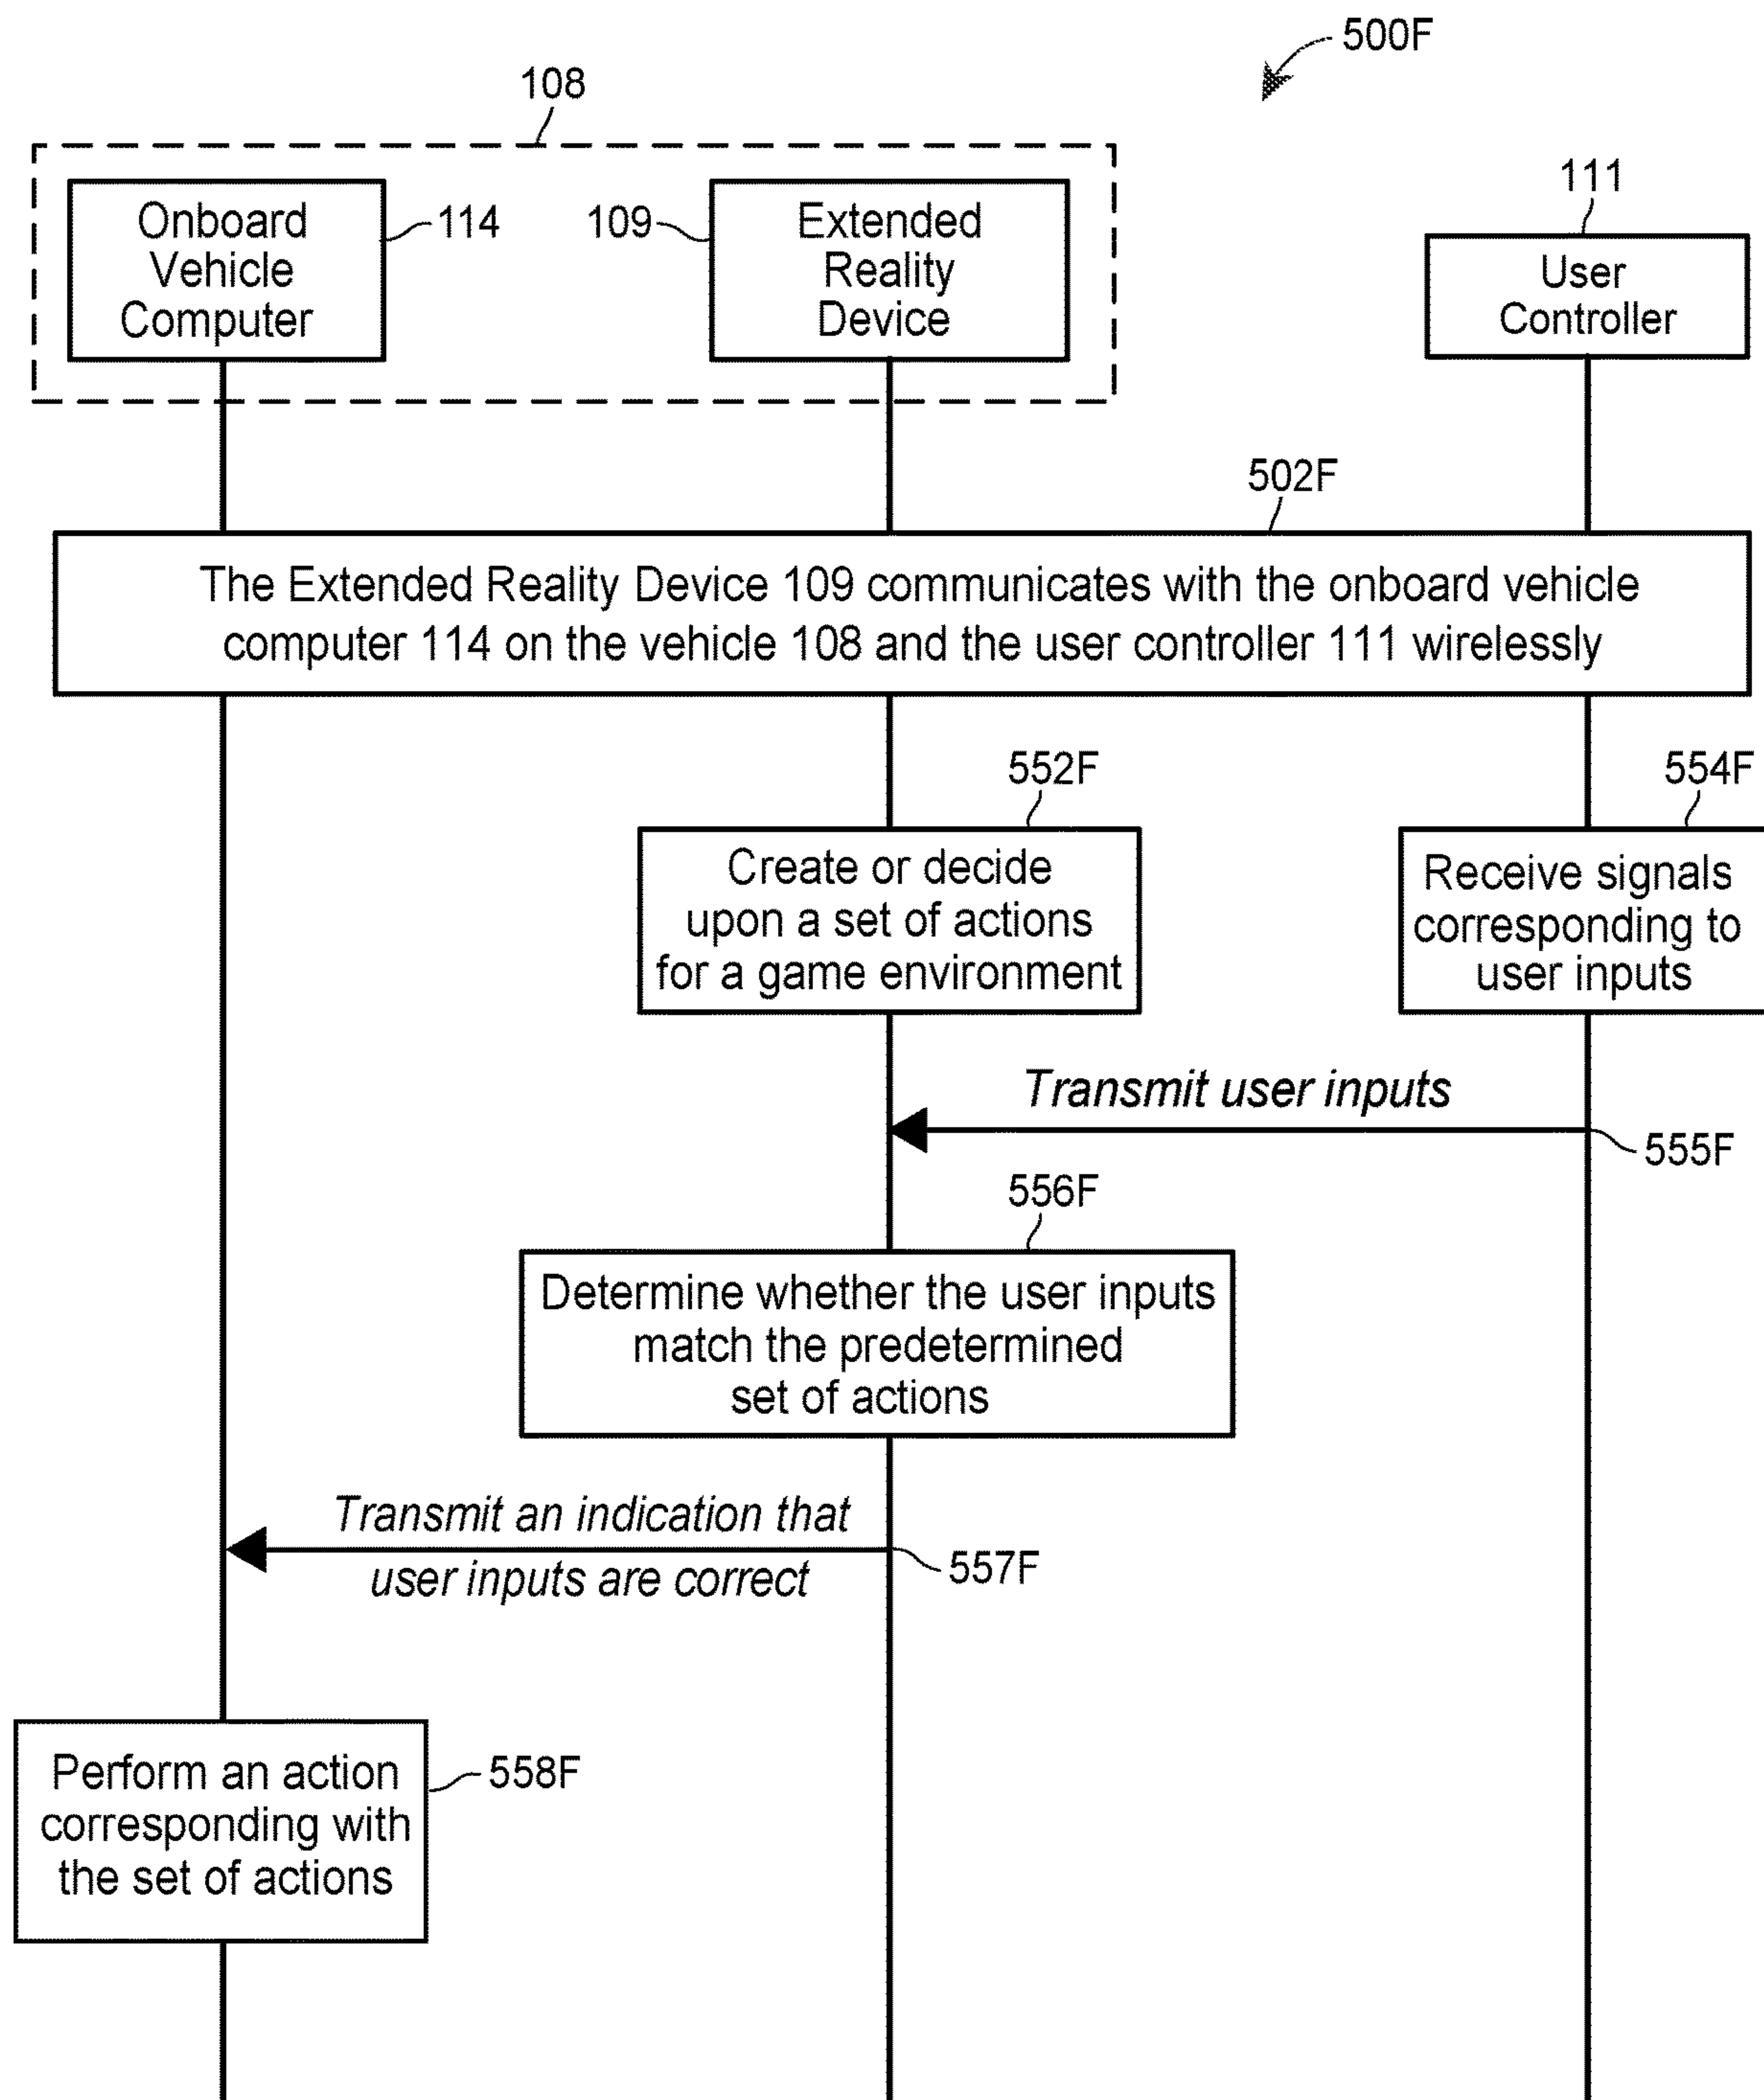 500F
108
111
Onboard
Vehicle
Computer
114
109
Extended
Reality
Device
User
Controller
502F
The Extended Reality Device 109 communicates with the onboard vehicle
computer 114 on the vehicle 108 and the user controller 111 wirelessly
552F
554F
Create or decide
upon a set of actions
for a game environment
Receive signals
corresponding to
user inputs
Transmit user inputs
555F
556F
Determine whether the user inputs
match the predetermined
set of actions
Transmit an indication that
user inputs are correct
557F
Perform an action
corresponding with
the set of actions
558F